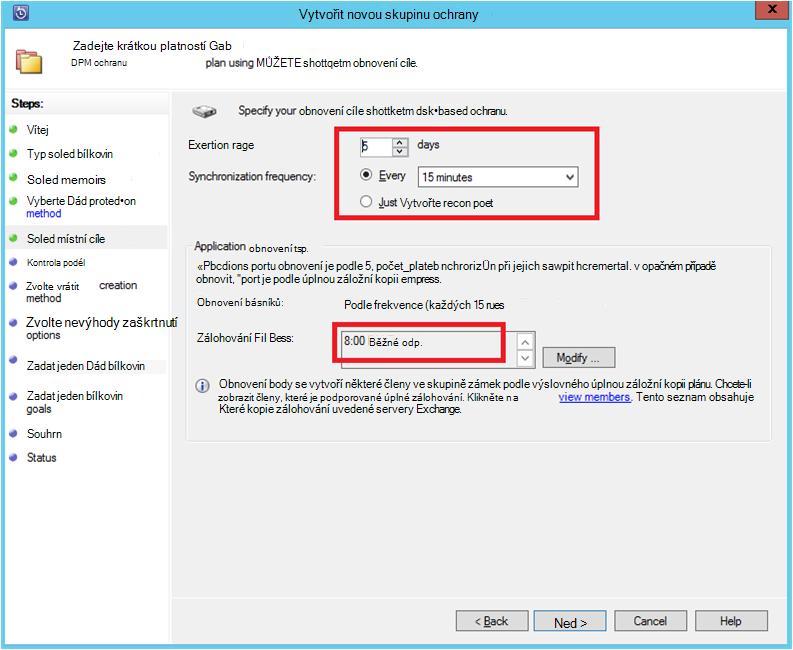 Vytvořit novou skupinu ochrany
x
Zadejte krátkou platností Gab
DPM ochranu plan using MŮŽETE shottqetm obnovení cíle.
Steps:
Vítej
Typ soled bílkovin
Soled memoirs
Vyberte Dád proted•on
method
Soled místní cíle
Kontrola podél
Zvolte vrátit creation
method
Zvolte nevýhody zaškrtnutí
options
Zadat jeden Dád bílkovin
Zadat jeden bílkovin
goals
Souhrn
Status
Specify your obnovení cíle shottketm dsk•based ochranu.
Exertion rage 5 days
Synchronization frequency: Every 15 minutes
Just Vytvořte recon poet
Application obnovení tsp.
«Pbcdions portu obnovení je podle 5, počet_plateb nchrorizÜn při jejich sawpit hcremertal. v opačném případě
obnovit, "port je podle úplnou záložní kopii empress.
Obnovení básníků: Podle frekvence (každých 15 rues
Zálohování Fil Bess: 8:00 Běžné odp.
Modify ...
Obnovení body se vytvoří některé členy ve skupině zámek podle výslovného úplnou záložní kopii plánu. Chcete-li
zobrazit členy, které je podporované úplné zálohování. Klikněte na view members. Tento seznam obsahuje
Které kopie zálohování uvedené servery Exchange.
< Back
Ned >
Cancel
Help